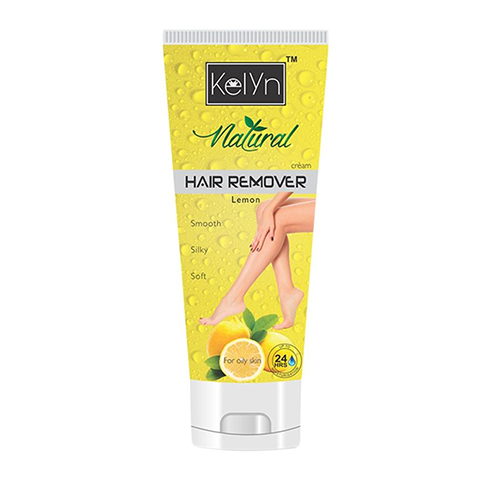 Kelyn™
Natural
cream
HAIR REMOVER
Lemon
Smooth
Silky
Soft
For oily skin
24
HRS